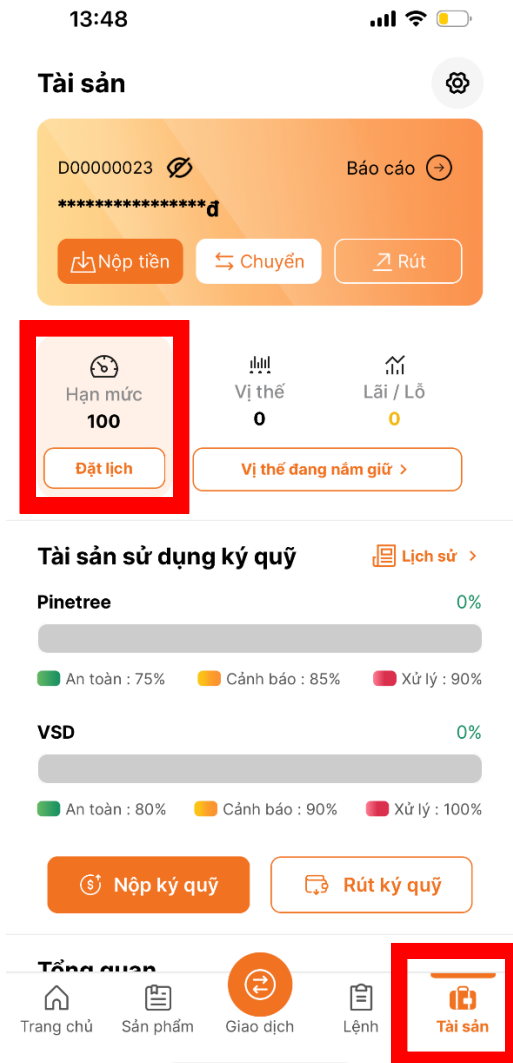 13:48
Tài sản
D00000023
Báo cáo
****************đ
Nộp tiền
Chuyển
Rút
Hạn mức Vị thế Lãi / Lỗ
100 0 0
Đặt lịch Vị thế đang nắm giữ >
Tài sản sử dụng ký quỹ Lịch sử >
Pinetree 0%
An toàn : 75% Cảnh báo : 85% Xử lý : 90%
VSD 0%
An toàn : 80% Cảnh báo : 90% Xử lý : 100%
Nộp ký quỹ Rút ký quỹ
Tổng quan
Trang chủ Sản phẩm Giao dịch Lệnh Tài sản